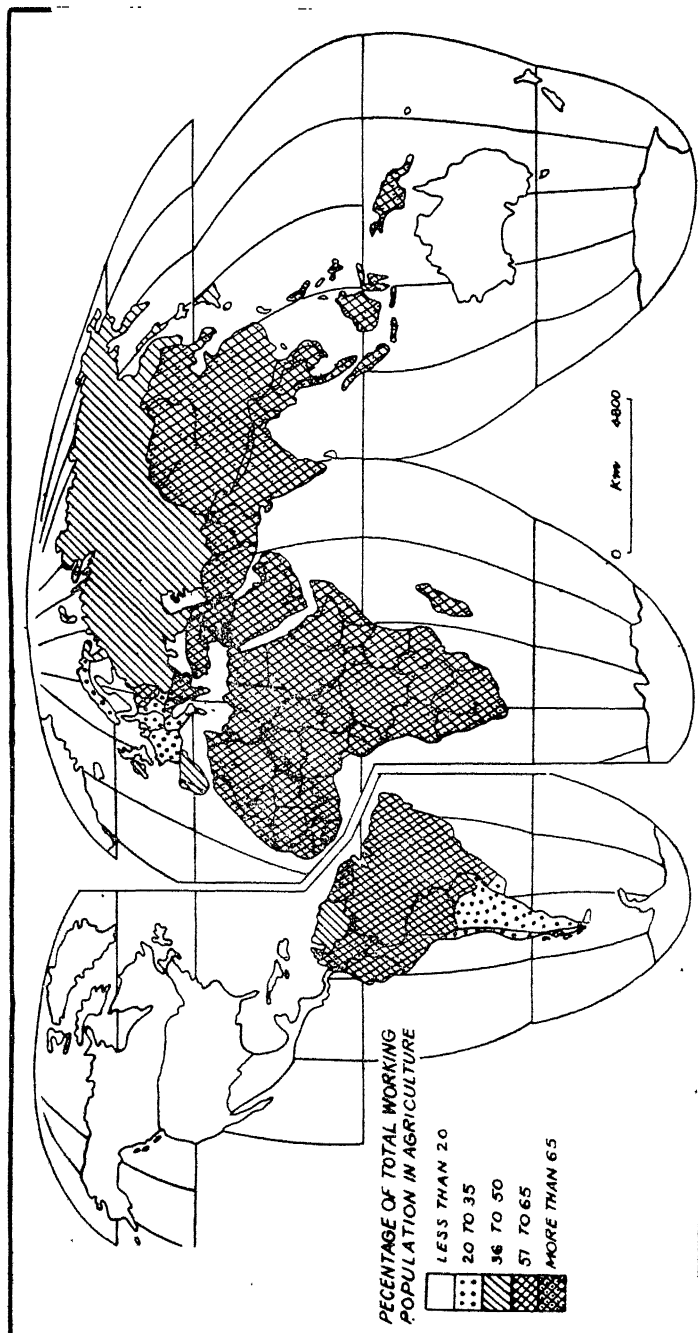 PECENTAGE OF TOTAL WORKING
POPULATION IN AGRICULTURE
LESS THAN 20
20 TO 35
36 TO 50
51 TO 65
MORE THAN 65
0 Km 4800